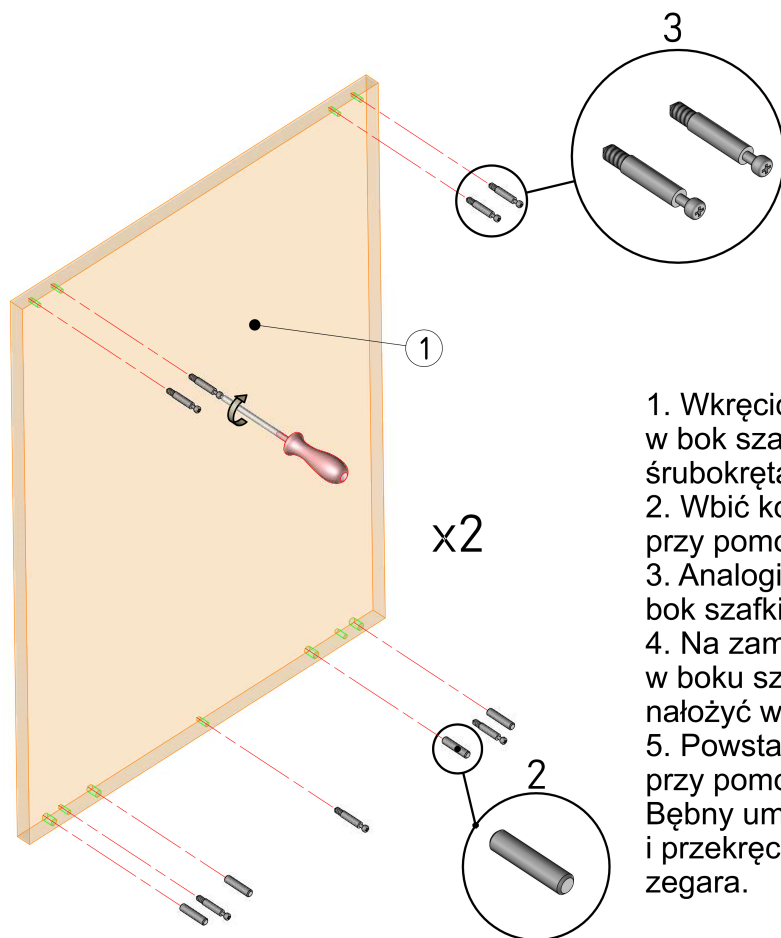 3
1
x2
2
1. Wkręcić
w bok sza
śrubokręta
2. Wbić ko
przy pomo
3. Analogi
bok szafki
4. Na zam
w boku sz
nałożyć w
5. Powsta
przy pomo
Bębny um
i przekręc
zegara.